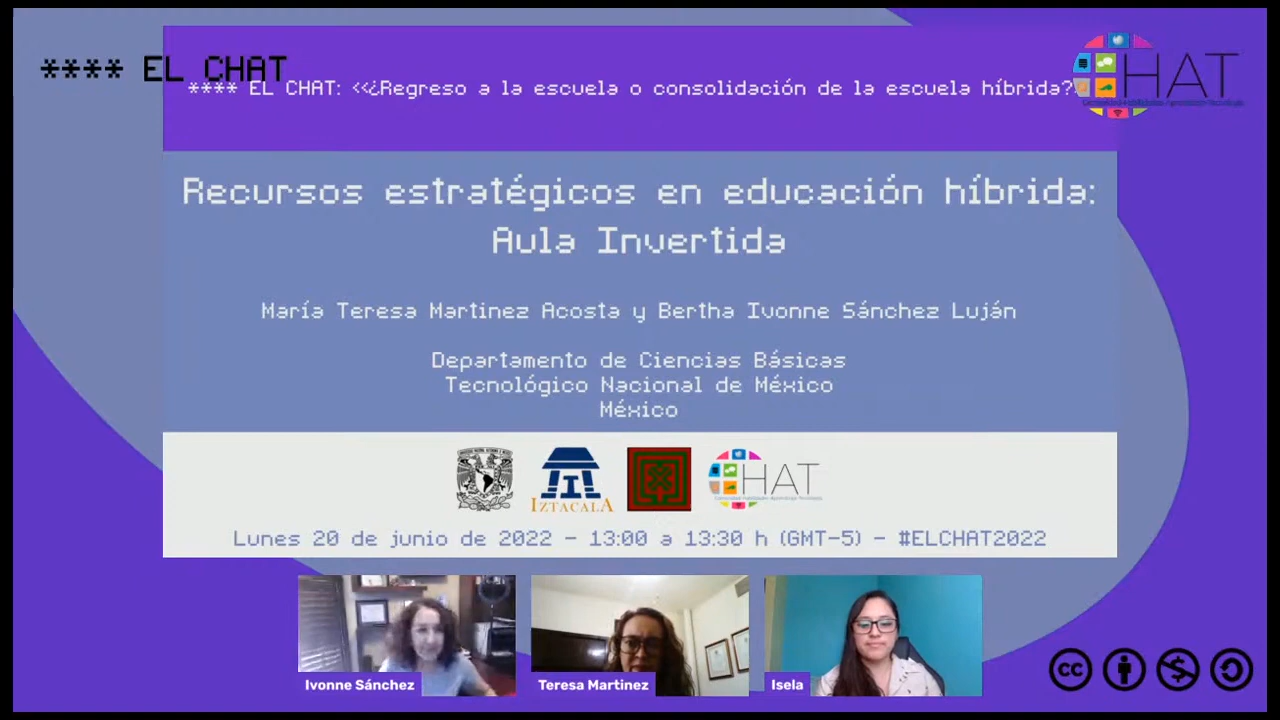 **** EL CHAT
**** EL CHAT: <<¿Regreso a la escuela o consolidación de la escuela híbrida?
HAT
Recursos estratégicos en educación híbrida:
Aula Invertida
María Teresa Martinez Acosta y Bertha Ivonne Sánchez Luján
Departamento de Ciencias Básicas
Tecnológico Nacional de México
México
IZTACALA
HAT
Lunes 20 de junio de 2022 - 13:00 a 13:30 h (GMT-5) - #ELCHAT2022
Ivonne Sánchez
Teresa Martinez
Isela
cc